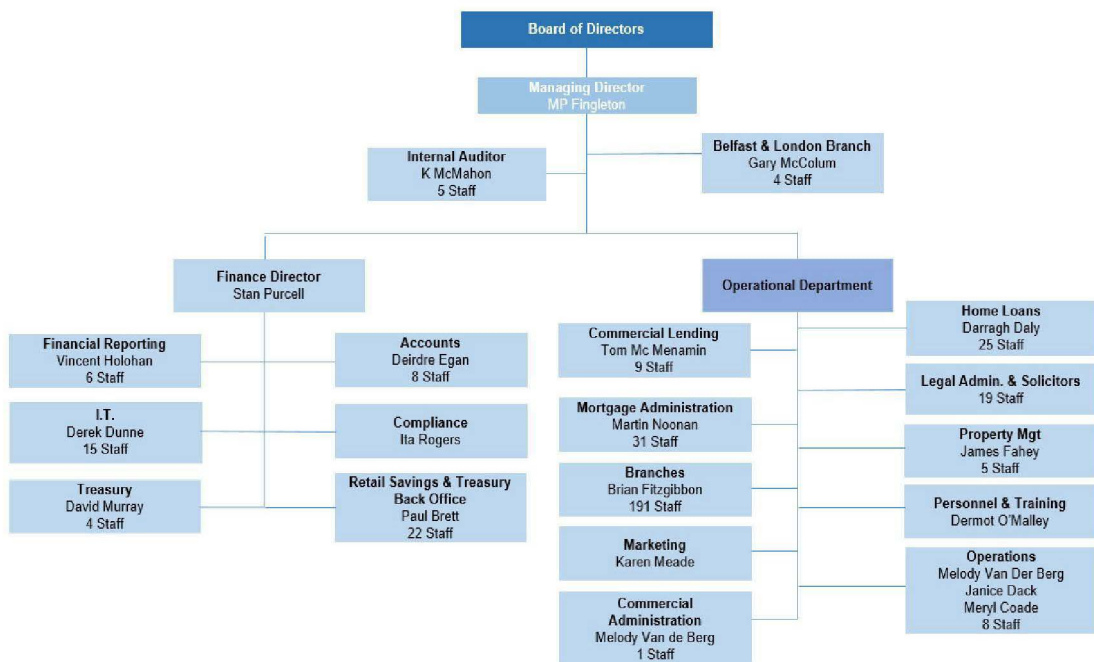 Board of Directors
Managing Director
MP Fingleton
Internal Auditor
K McMahon
5 Staff
Belfast & London Branch
Gary McColum
4 Staff
Finance Director
Stan Purcell
Operational Department
Financial Reporting
Vincent Holohan
6 Staff
Accounts
Deirdre Egan
8 Staff
I.T.
Derek Dunne
15 Staff
Compliance
Ita Rogers
Treasury
David Murray
4 Staff
Retail Savings & Treasury
Back Office
Paul Brett
22 Staff
Commercial Lending
Tom Mc Menamin
9 Staff
Home Loans
Darragh Daly
25 Staff
Mortgage Administration
Martin Noonan
31 Staff
Legal Admin. & Solicitors
19 Staff
Branches
Brian Fitzgibbon
191 Staff
Property Mgt
James Fahey
5 Staff
Marketing
Karen Meade
Personnel & Training
Dermot O'Malley
Commercial
Administration
Melody Van de Berg
1 Staff
Operations
Melody Van Der Berg
Janice Dack
Meryl Coade
8 Staff